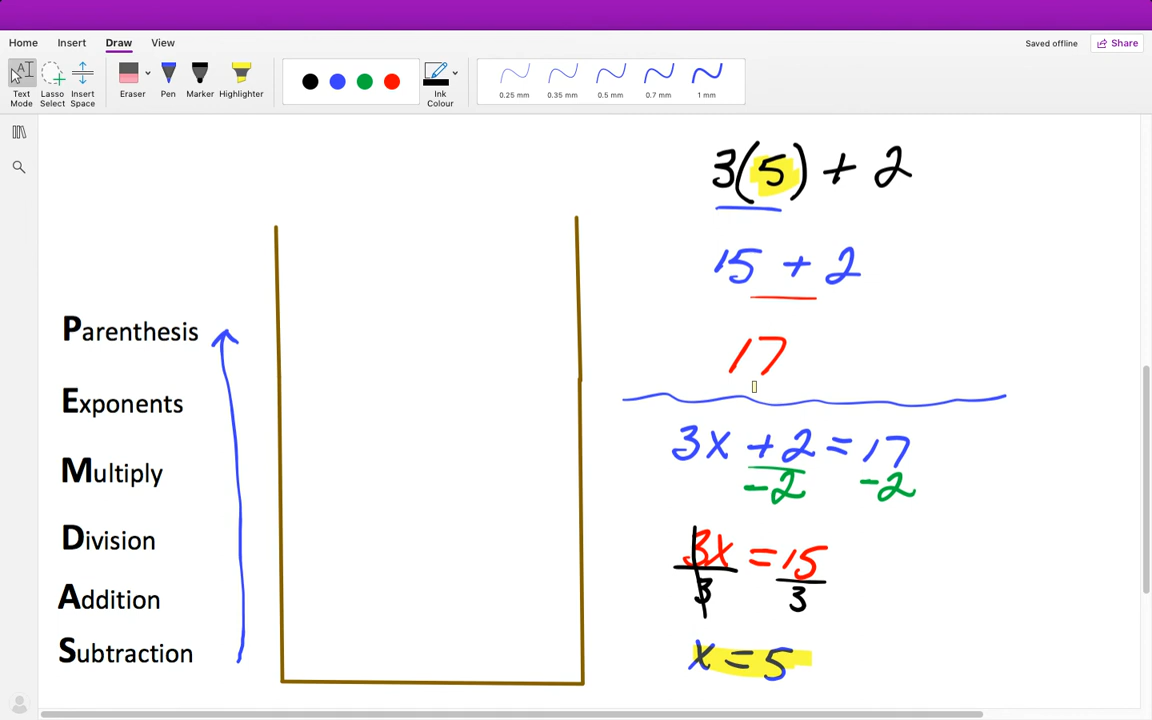 Home Insert Draw View
Saved offline Share
Text Mode
Lasso Select
Insert Space
Eraser
Pen
Marker
Highlighter
Ink Colour
0.25 mm 0.35 mm 0.5 mm 0.7 mm 1 mm
Parenthesis
Exponents
Multiply
Division
Addition
Subtraction
3(5) + 2
15 + 2
17
3x + 2 = 17
-2 -2
3x = 15
3 3
x = 5